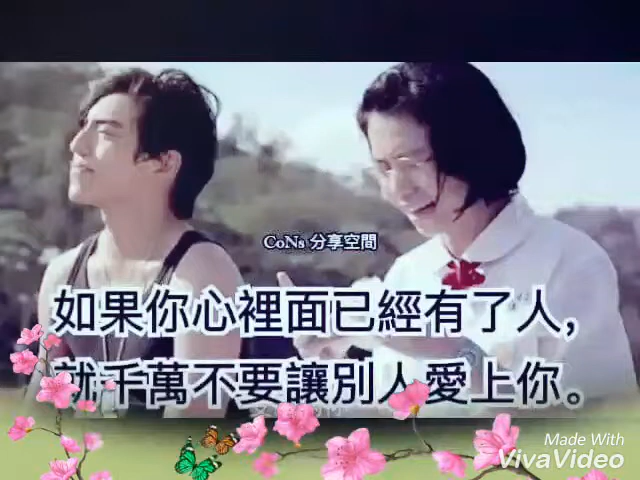 CoNs 分享空間
如果你心裡面已經有了人,
就千萬不要讓別人愛上你。
Made With
VivaVideo